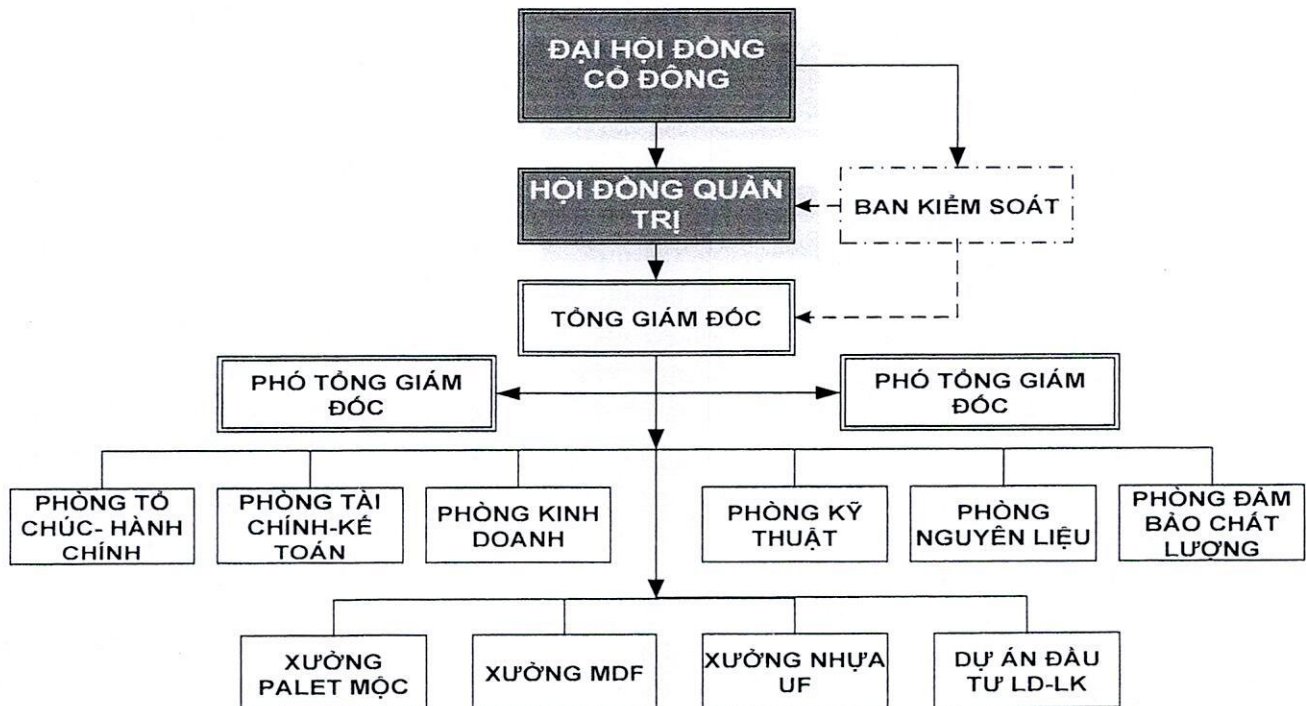 ĐẠI HỘI ĐỒNG
CỔ ĐÔNG
HỘI ĐỒNG QUẢN
TRỊ
BAN KIỂM SOÁT
TỔNG GIÁM ĐỐC
PHÓ TỔNG GIÁM
ĐỐC
PHÓ TỔNG GIÁM
ĐỐC
PHÒNG TỔ
CHÚC- HÀNH
CHÍNH
PHÒNG TÀI
CHÍNH-KẾ
TOÁN
PHÒNG KINH
DOANH
PHÒNG KỸ
THUẬT
PHÒNG
NGUYÊN LIỆU
PHÒNG ĐẢM
BẢO CHẤT
LƯỢNG
XƯỞNG
PALET MỘC
XƯỞNG MDF
XƯỞNG NHỰA
UF
DỰ ÁN ĐẦU
TƯ LD-LK